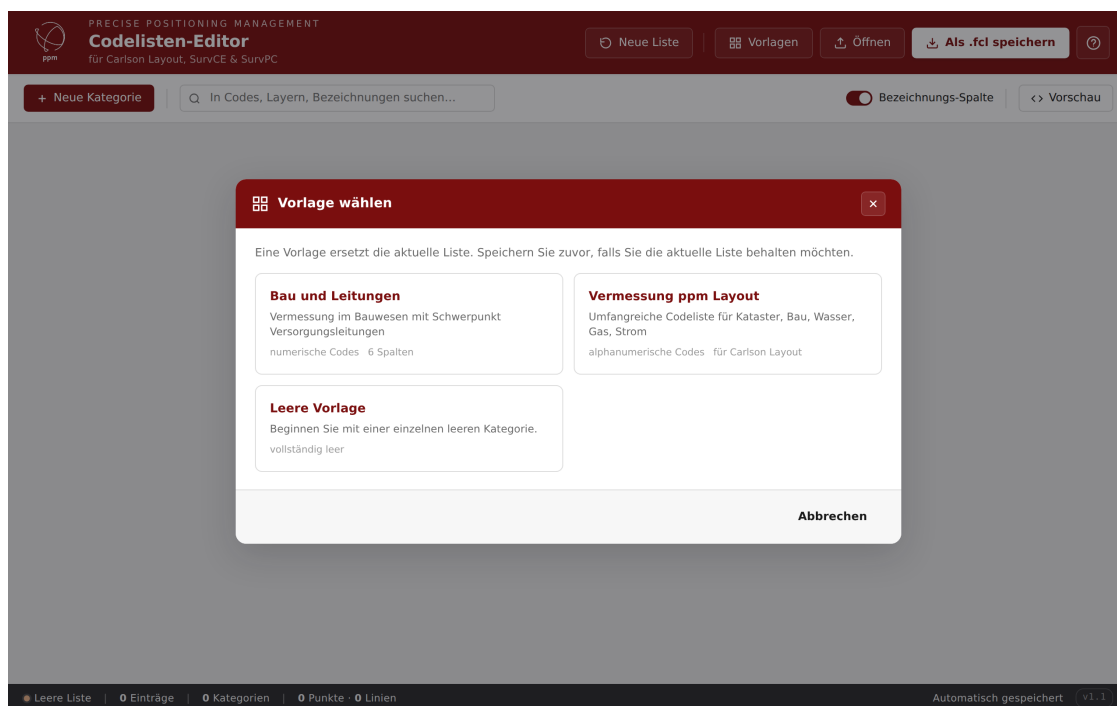 PRECISE POSITIONING MANAGEMENT
Codelisten-Editor
für Carlson Layout, SurvCE & SurvPC
ppm
Neue Liste
Vorlagen
Öffnen
Als .fcl speichern
+ Neue Kategorie
In Codes, Layern, Bezeichnungen suchen...
Bezeichnungs-Spalte
Vorschau
Vorlage wählen
Eine Vorlage ersetzt die aktuelle Liste. Speichern Sie zuvor, falls Sie die aktuelle Liste behalten möchten.
Bau und Leitungen
Vermessung im Bauwesen mit Schwerpunkt
Versorgungsleitungen
numerische Codes 6 Spalten
Vermessung ppm Layout
Umfangreiche Codeliste für Kataster, Bau, Wasser,
Gas, Strom
alphanumerische Codes für Carlson Layout
Leere Vorlage
Beginnen Sie mit einer einzelnen leeren Kategorie.
vollständig leer
Abbrechen
Leere Liste | 0 Einträge | 0 Kategorien | 0 Punkte · 0 Linien
Automatisch gespeichert v1.1